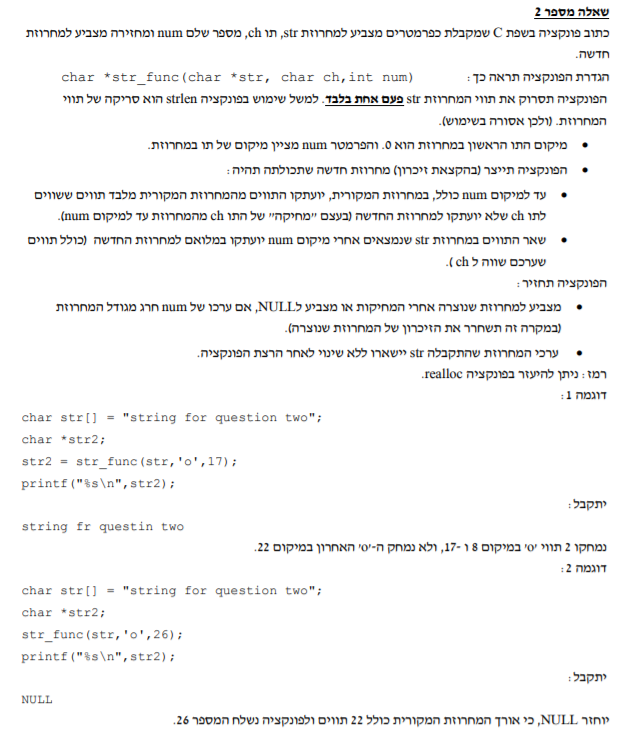 שאלה מספר 2
כתוב פונקציה בשפת C שמקבלת כפרמטרים מצביע למחרוזת str, תו ch, מספר שלם num ומחזירה מצביע למחרוזת
חדשה.
הגדרת הפונקציה תראה כך : char *str_func(char *str, char ch,int num)
הפונקציה תסרוק את תווי המחרוזת str פעם אחת בלבד. למשל שימוש בפונקציה strlen הוא סריקה של תווי
המחרוזת. (ולכן אסורה בשימוש).
• מיקום התו הראשון במחרוזת הוא 0. והפרמטר num מציין מיקום של תו במחרוזת.
• הפונקציה תייצר (בהקצאת זיכרון) מחרוזת חדשה שתכולתה תהיה :
• עד למיקום num כולל, במחרוזת המקורית, יועתקו התווים מהמחרוזת המקורית מלבד תווים ששווים
לתו ch שלא יועתקו למחרוזת החדשה (בעצם "מחיקה" של התו ch מהמחרוזת עד למיקום num).
• שאר התווים במחרוזת str שנמצאים אחרי מיקום num יועתקו במלואם למחרוזת החדשה (כולל תווים
שערכם שווה ל ch ).
הפונקציה תחזיר :
• מצביע למחרוזת שנוצרה אחרי המחיקות או מצביע לNULL, אם ערכו של num חרג מגודל המחרוזת
(במקרה זה תשחרר את הזיכרון של המחרוזת שנוצרה).
• ערכי המחרוזת שהתקבלה str יישארו ללא שינוי לאחר הרצת הפונקציה.
רמז : ניתן להיעזר בפונקציה realloc.
דוגמה 1 :
char str[] = "string for question two";
char *str2;
str2 = str_func(str,'o',17);
printf("%s\n",str2);
יתקבל :
string fr questin two
נמחקו 2 תווי 'o' במיקום 8 ו -17, ולא נמחק ה-'o' האחרון במיקום 22.
דוגמה 2 :
char str[] = "string for question two";
char *str2;
str_func(str,'o',26);
printf("%s\n",str2);
יתקבל :
NULL
יוחזר NULL, כי אורך המחרוזת המקורית כולל 22 תווים ולפונקציה נשלח המספר 26.